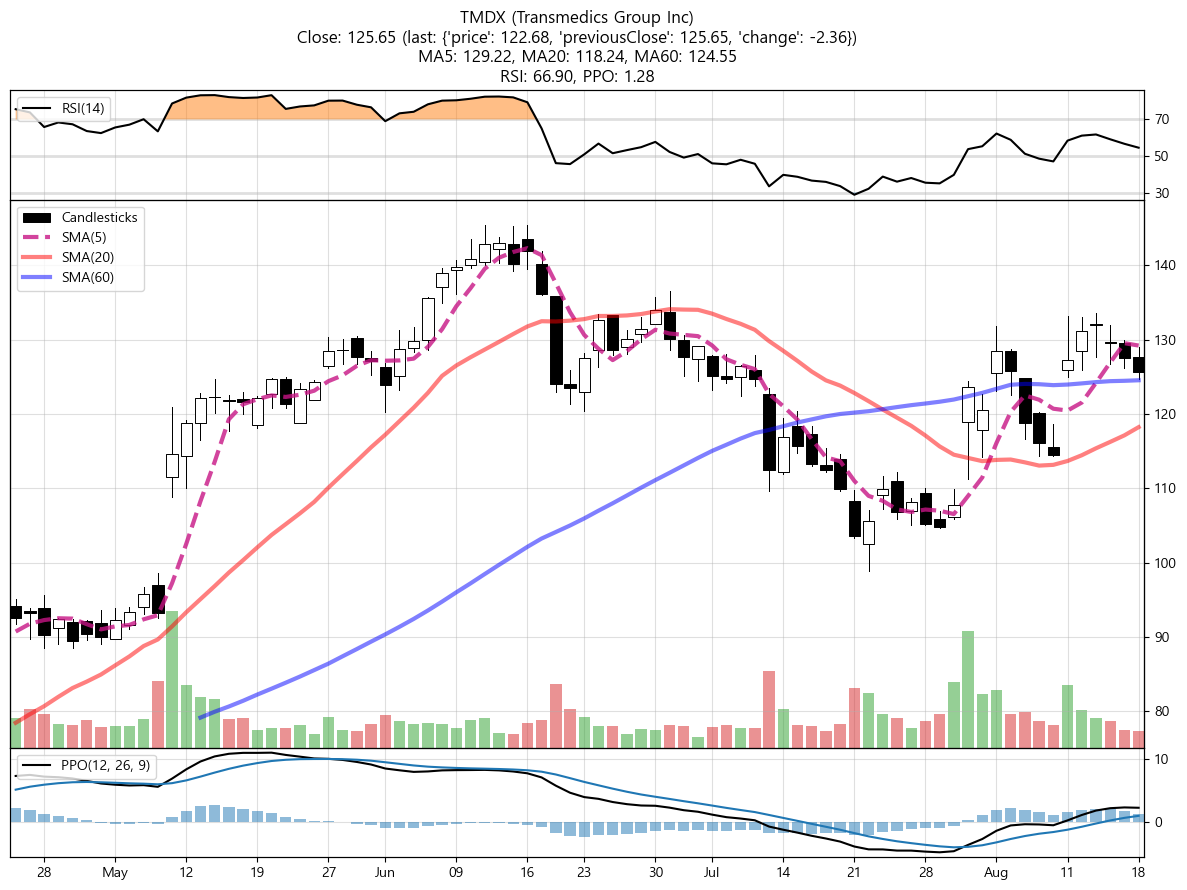 TMDX (Transmedics Group Inc)
Close: 125.65 (last: {'price': 122.68, 'previousClose': 125.65, 'change': -2.36})
MA5: 129.22, MA20: 118.24, MA60: 124.55
RSI: 66.90, PPO: 1.28
RSI(14)
70
50
30
Candlesticks
SMA(5)
SMA(20)
SMA(60)
140
130
120
110
100
90
80
PPO(12, 26, 9)
10
0
28 May 12 19 27 Jun 09 16 23 30 Jul 14 21 28 Aug 11 18